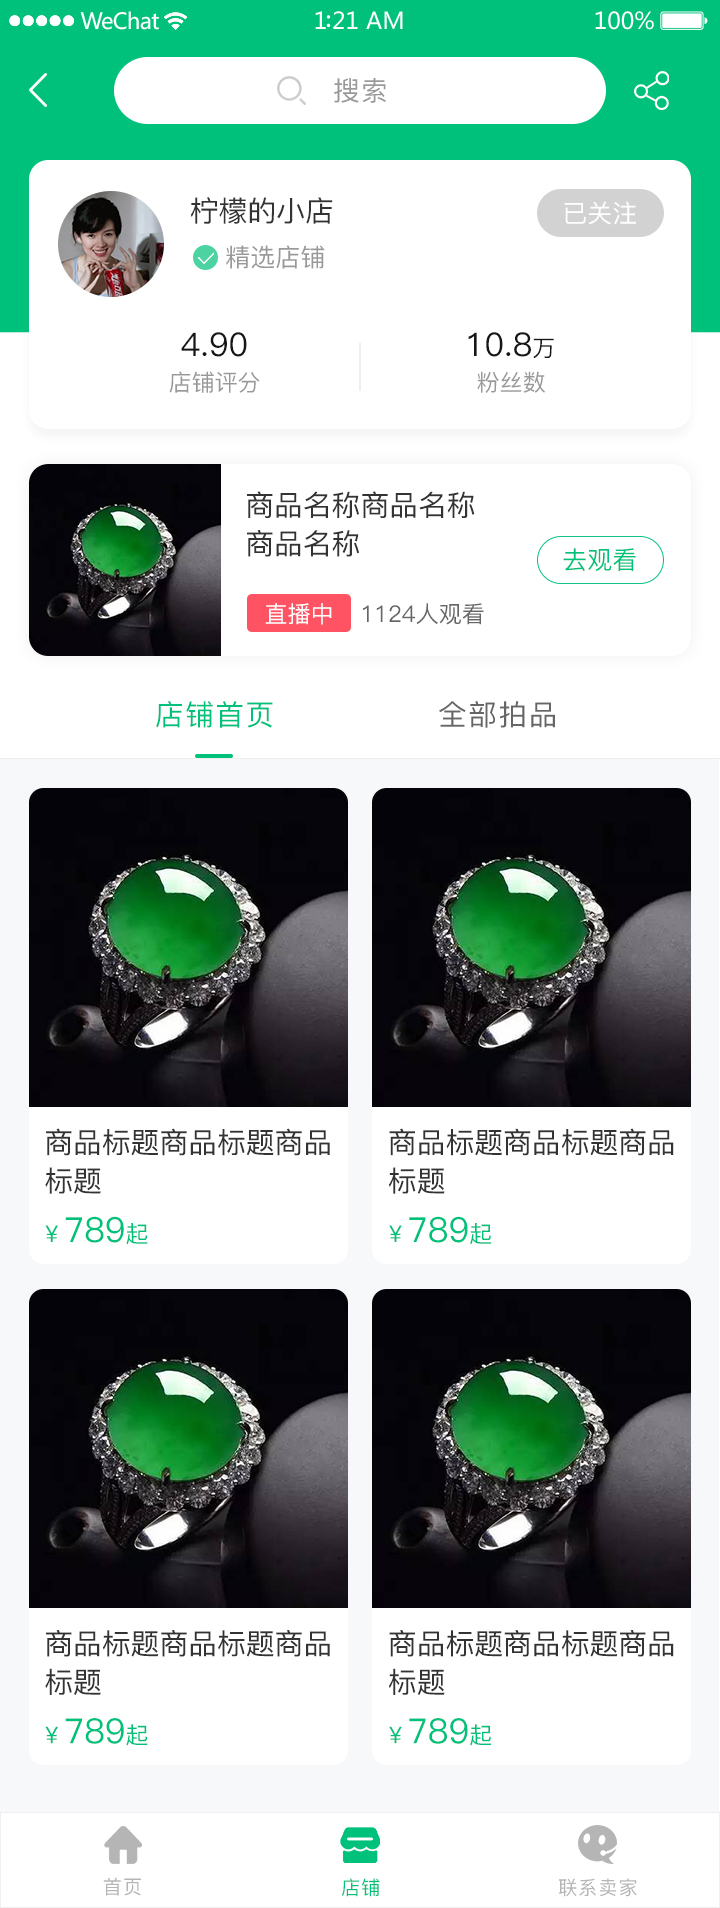 WeChat 1:21 AM 100%
搜索
柠檬的小店
已关注
精选店铺
4.90 10.8万
店铺评分 粉丝数
商品名称商品名称
商品名称
去观看
直播中 1124人观看
店铺首页 全部拍品
商品标题商品标题商品
标题
¥ 789起
商品标题商品标题商品
标题
¥ 789起
商品标题商品标题商品
标题
¥ 789起
商品标题商品标题商品
标题
¥ 789起
首页 店铺 联系卖家